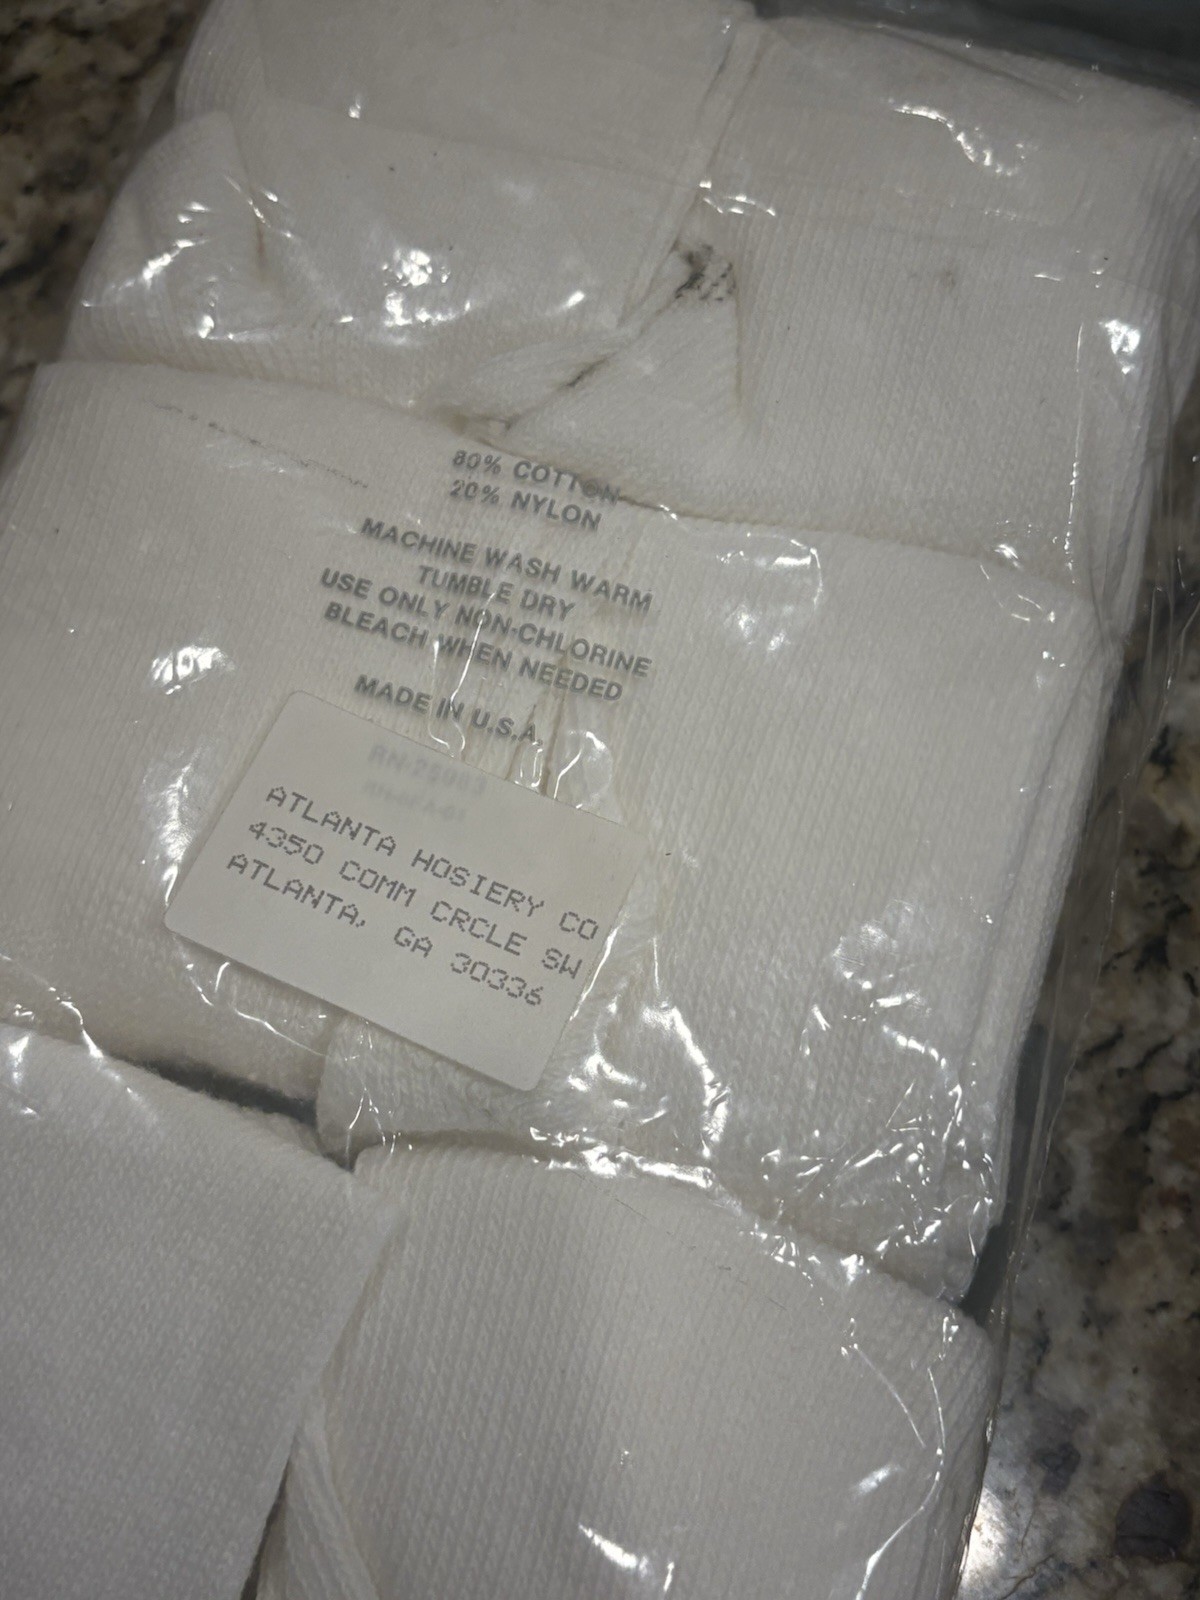 80% COTTON
20% NYLON
MACHINE WASH WARM
TUMBLE DRY
USE ONLY NON-CHLORINE
BLEACH WHEN NEEDED
MADE IN U.S.A.
ATLANTA HOSIERY CO
4350 COMM CRCLE SW
ATLANTA, GA 30336